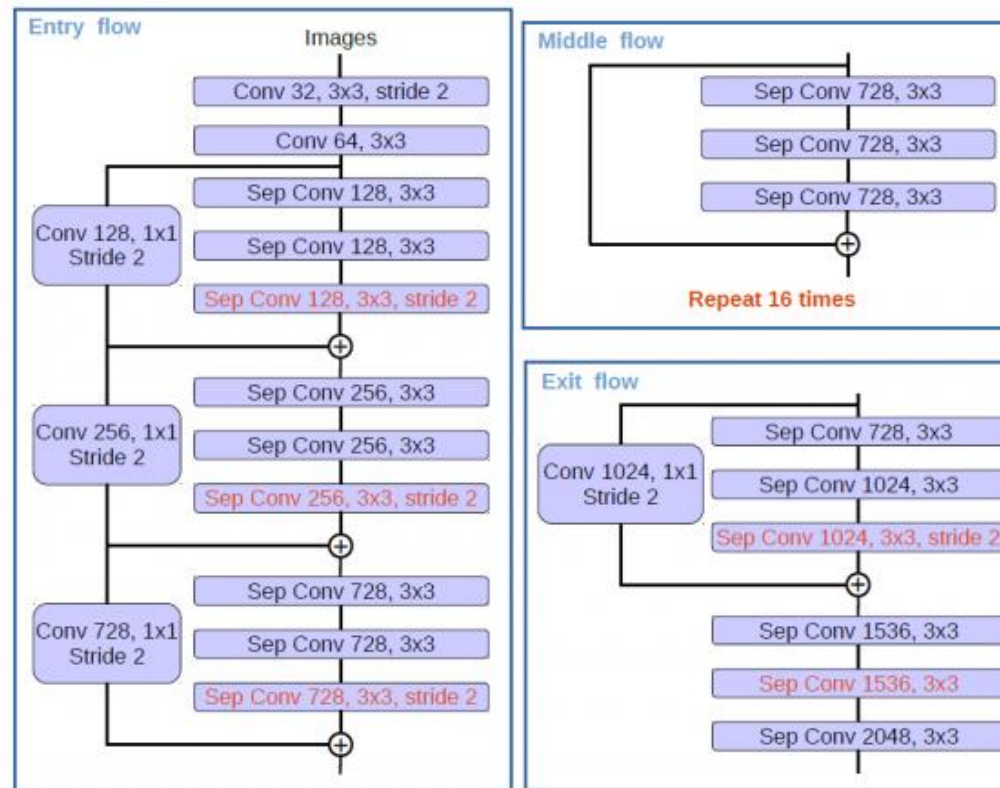 Entry flow
Images
Conv 32, 3x3, stride 2
Conv 64, 3x3
Sep Conv 128, 3x3
Conv 128, 1x1
Stride 2
Sep Conv 128, 3x3
Sep Conv 128, 3x3, stride 2
Sep Conv 256, 3x3
Conv 256, 1x1
Stride 2
Sep Conv 256, 3x3
Sep Conv 256, 3x3, stride 2
Sep Conv 728, 3x3
Conv 728, 1x1
Stride 2
Sep Conv 728, 3x3
Sep Conv 728, 3x3, stride 2
Middle flow
Sep Conv 728, 3x3
Sep Conv 728, 3x3
Sep Conv 728, 3x3
Repeat 16 times
Exit flow
Sep Conv 728, 3x3
Conv 1024, 1x1
Stride 2
Sep Conv 1024, 3x3
Sep Conv 1024, 3x3, stride 2
Sep Conv 1536, 3x3
Sep Conv 1536, 3x3
Sep Conv 2048, 3x3